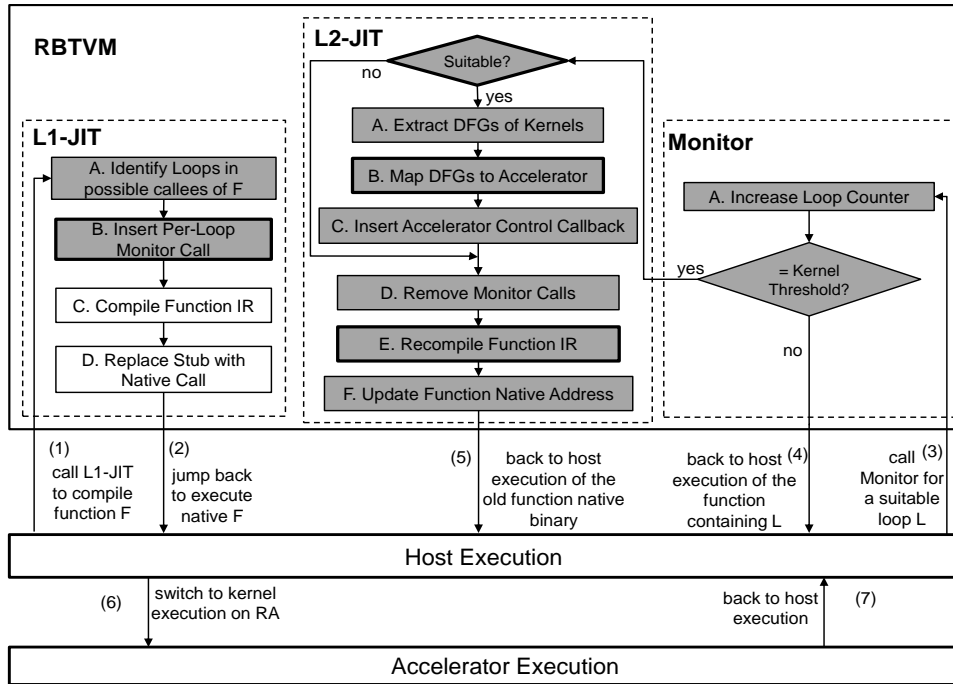 RBTVM
L1-JIT
A. Identify Loops in
possible callees of F
B. Insert Per-Loop
Monitor Call
C. Compile Function IR
D. Replace Stub with
Native Call
L2-JIT
Suitable?
no
yes
A. Extract DFGs of Kernels
B. Map DFGs to Accelerator
C. Insert Accelerator Control Callback
D. Remove Monitor Calls
E. Recompile Function IR
F. Update Function Native Address
Monitor
A. Increase Loop Counter
= Kernel
Threshold?
yes
no
(1)
call L1-JIT
to compile
function F
(2)
jump back
to execute
native F
(5)
back to host
execution of the
old function native
binary
(4)
back to host
execution of the
function
containing L
(3)
call
Monitor for
a suitable
loop L
Host Execution
(6)
switch to kernel
execution on RA
back to host
execution
(7)
Accelerator Execution